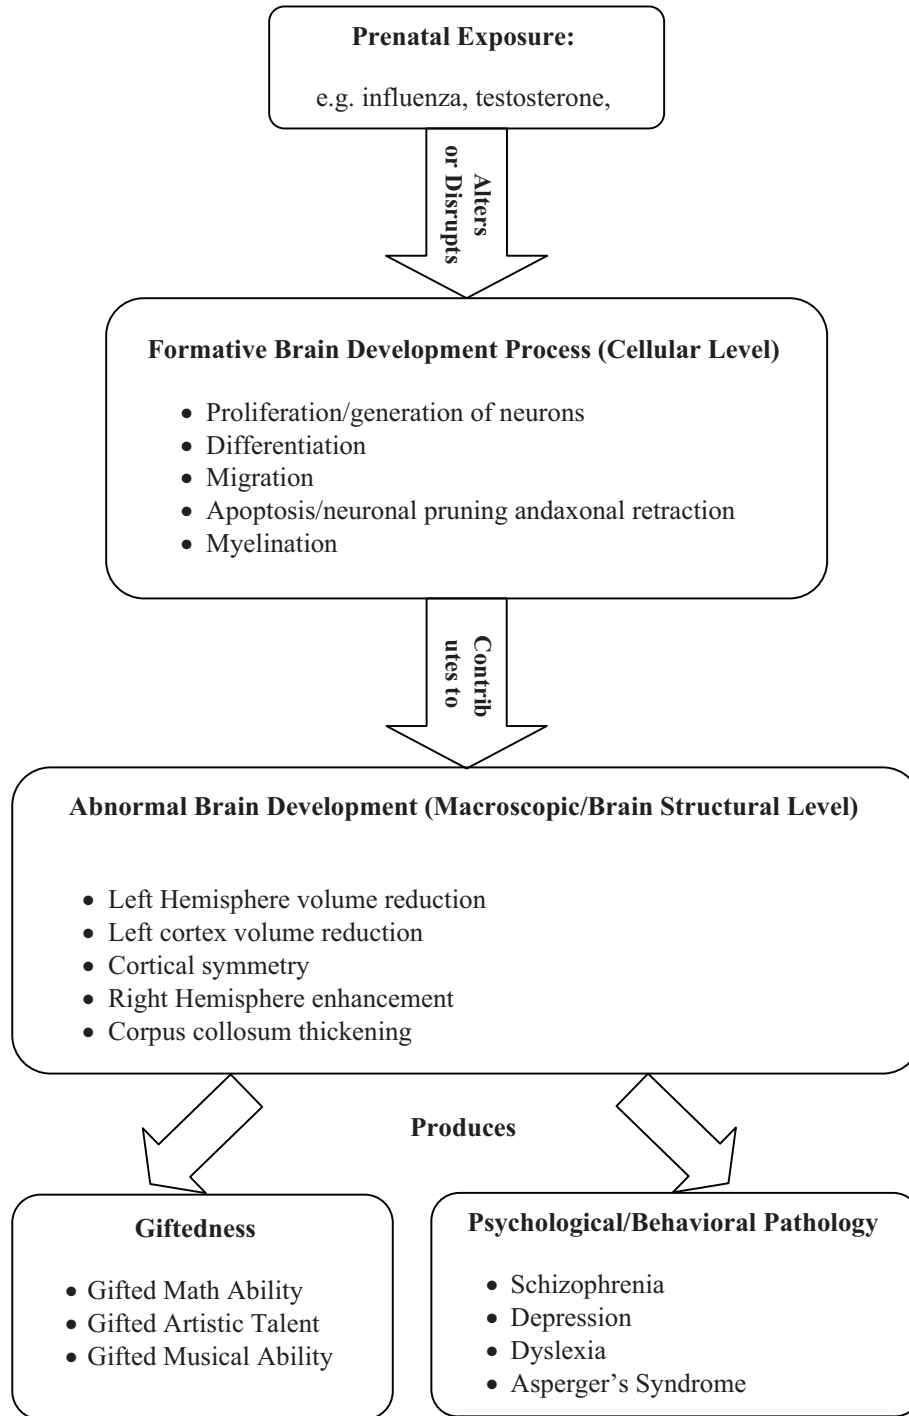 Prenatal Exposure:
e.g. influenza, testosterone,
Alters
or Disrupts
Formative Brain Development Process (Cellular Level)
• Proliferation/generation of neurons
• Differentiation
• Migration
• Apoptosis/neuronal pruning andaxonal retraction
• Myelination
Contrib
utes to
Abnormal Brain Development (Macroscopic/Brain Structural Level)
• Left Hemisphere volume reduction
• Left cortex volume reduction
• Cortical symmetry
• Right Hemisphere enhancement
• Corpus collosum thickening
Produces
Giftedness
• Gifted Math Ability
• Gifted Artistic Talent
• Gifted Musical Ability
Psychological/Behavioral Pathology
• Schizophrenia
• Depression
• Dyslexia
• Asperger’s Syndrome